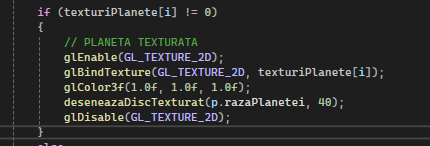 if (texturiPlanete[i] != 0)
{
// PLANETA TEXTURATA
glEnable(GL_TEXTURE_2D);
glBindTexture(GL_TEXTURE_2D, texturiPlanete[i]);
glColor3f(1.0f, 1.0f, 1.0f);
deseneazaDiscTexturat(p.razaPlanetei, 40);
glDisable(GL_TEXTURE_2D);
}